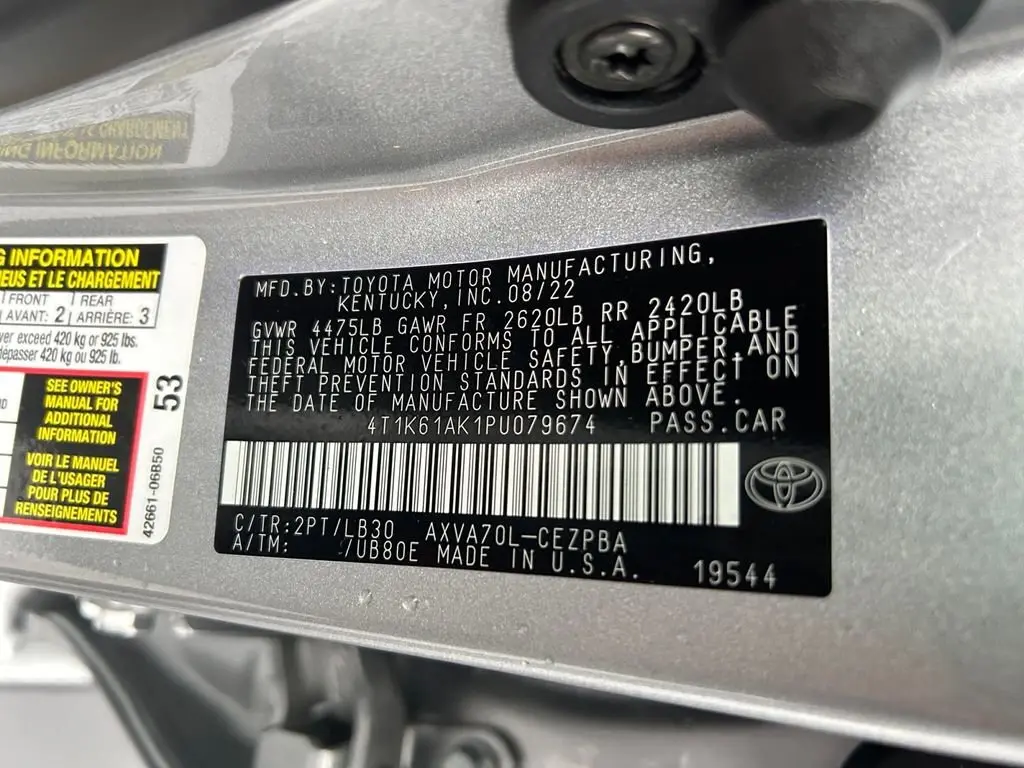 G INFORMATION
NEUS ET LE CHARGEMENT
FRONT
AVANT: 2
REAR
ARRIÈRE: 3
ver exceed 420 kg or 925 lbs.
dépasser 420 kg ou 925 lb.
SEE OWNER'S
MANUAL FOR
ADDITIONAL
INFORMATION
VOIR LE MANUEL
DE L'USAGER
POUR PLUS DE
RENSEIGNEMENTS
53
42661-06B50
MFD.BY:TOYOTA MOTOR MANUFACTURING,
KENTUCKY,INC.08/22
GVWR 4475LB GAWR FR 2620LB RR 2420LB
THIS VEHICLE CONFORMS TO ALL APPLICABLE
FEDERAL MOTOR VEHICLE SAFETY,BUMPER,AND
THEFT PREVENTION STANDARDS IN EFFECT ON
THE DATE OF MANUFACTURE SHOWN ABOVE.
4T1K61AK1PU079674 PASS.CAR
C/TR:2PT/LB30 AXVA70L-CEZPBA
A/TM: /UB80E MADE IN U.S.A.
19544